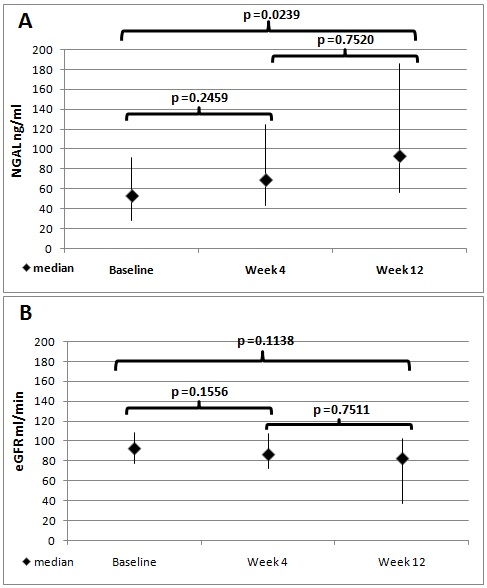 A
p =0.0239
p =0.7520
p =0.2459
NGAL ng/ml
200
180
160
140
120
100
80
60
40
20
0
median
Baseline
Week 4
Week 12
B
p =0.1138
p =0.1556
p =0.7511
eGFR ml/min
200
180
160
140
120
100
80
60
40
20
0
median
Baseline
Week 4
Week 12